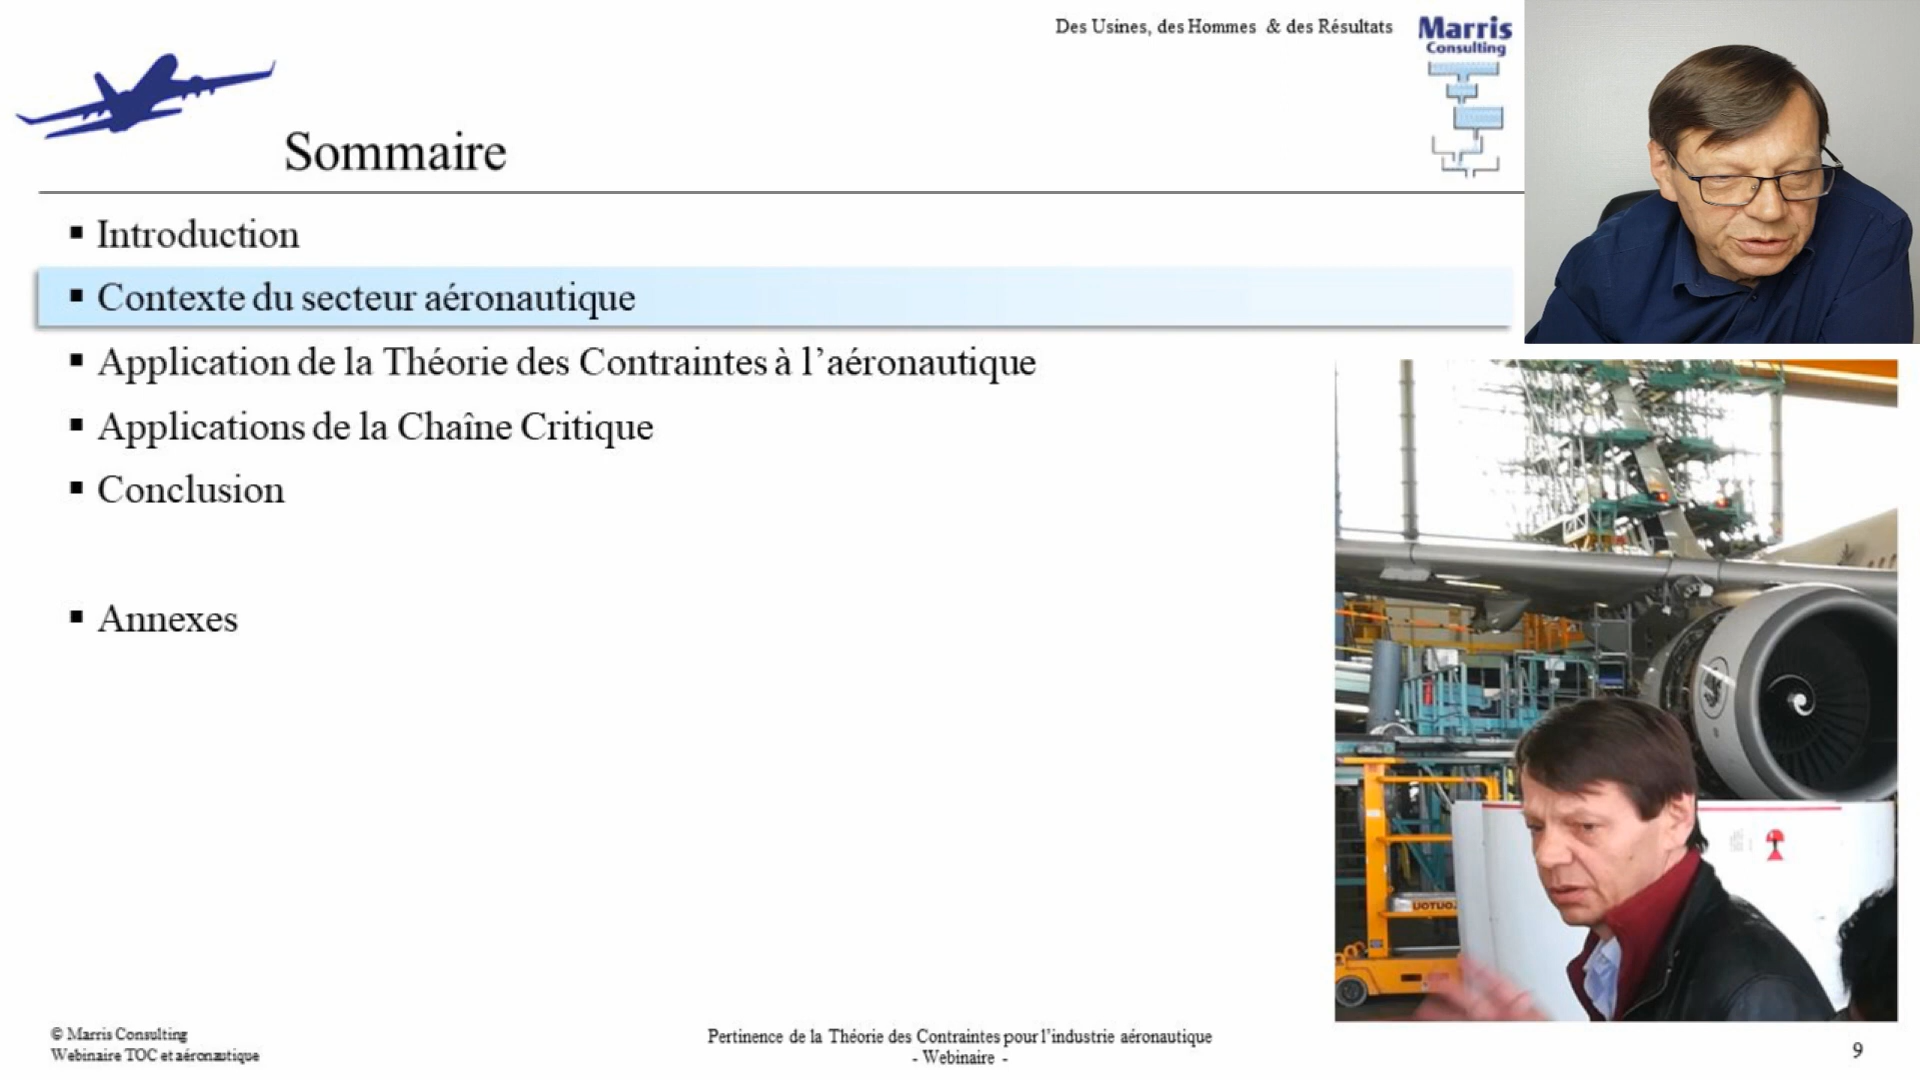 Des Usines, des Hommes & des Résultats
Marris
Consulting
Sommaire
▪ Introduction
▪ Contexte du secteur aéronautique
▪ Application de la Théorie des Contraintes à l’aéronautique
▪ Applications de la Chaîne Critique
▪ Conclusion
▪ Annexes
© Marris Consulting
Webinaire TOC et aéronautique
Pertinence de la Théorie des Contraintes pour l’industrie aéronautique
- Webinaire -
9